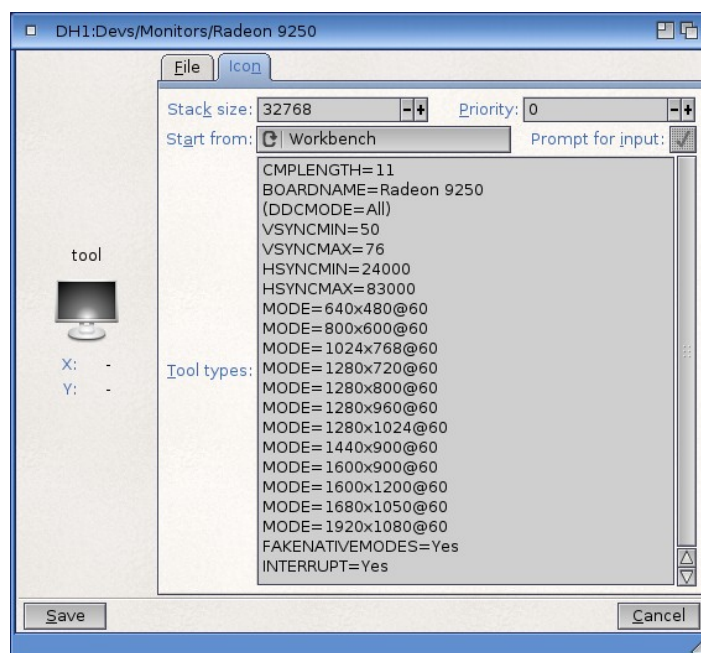 DH1:Devs/Monitors/Radeon 9250
File Icon
Stack size: 32768 Priority: 0
Start from: Workbench Prompt for input:
tool
X: -
Y: -
Tool types:
CMPLENGTH=11
BOARDNAME=Radeon 9250
(DDCMODE=All)
VSYNCMIN=50
VSYNCMAX=76
HSYNCMIN=24000
HSYNCMAX=83000
MODE=640x480@60
MODE=800x600@60
MODE=1024x768@60
MODE=1280x720@60
MODE=1280x800@60
MODE=1280x960@60
MODE=1280x1024@60
MODE=1440x900@60
MODE=1600x900@60
MODE=1600x1200@60
MODE=1680x1050@60
MODE=1920x1080@60
FAKENATIVEMODES=Yes
INTERRUPT=Yes
Save Cancel